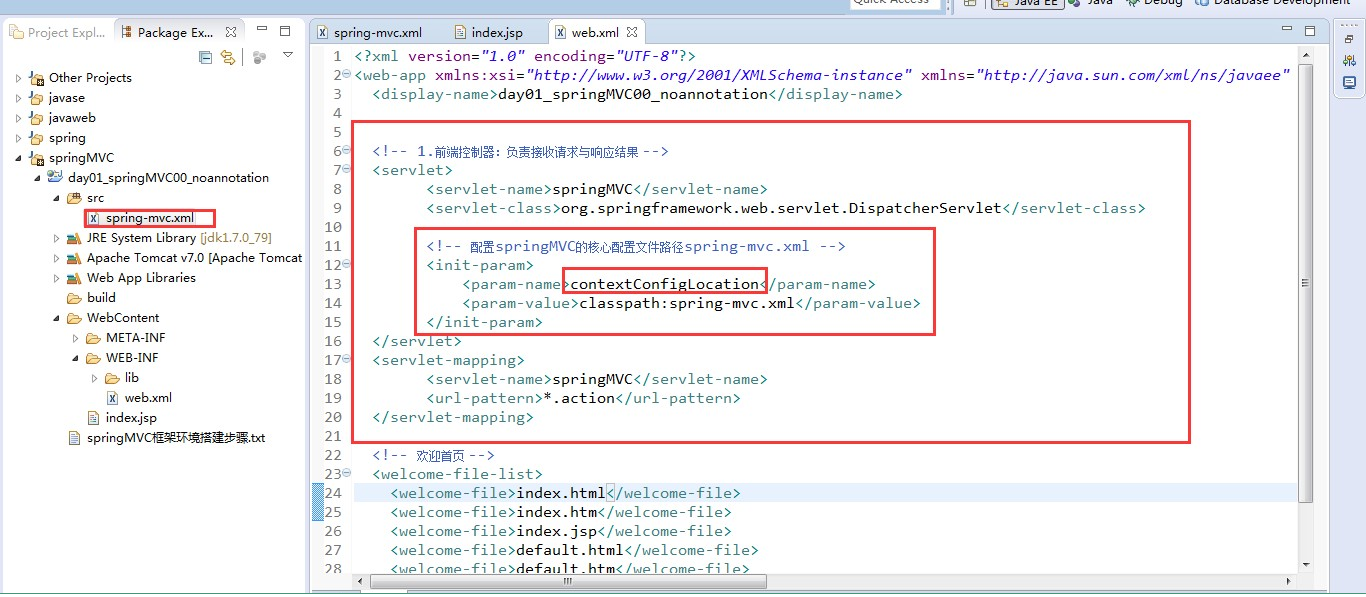 Quick Access
Java EE
Java
Debug
Database Development
Project Expl...
Package Ex...
Other Projects
javase
javaweb
spring
springMVC
day01_springMVC00_noannotation
src
spring-mvc.xml
JRE System Library [jdk1.7.0_79]
Apache Tomcat v7.0 [Apache Tomcat
Web App Libraries
build
WebContent
META-INF
WEB-INF
lib
web.xml
index.jsp
springMVC框架环境搭建步骤.txt
spring-mvc.xml
index.jsp
web.xml
1 <?xml version="1.0" encoding="UTF-8"?>
2 <web-app xmlns:xsi="http://www.w3.org/2001/XMLSchema-instance" xmlns="http://java.sun.com/xml/ns/javaee"
3 <display-name>day01_springMVC00_noannotation</display-name>
4
5
6 <!-- 1.前端控制器：负责接收请求与响应结果 -->
7 <servlet>
8 <servlet-name>springMVC</servlet-name>
9 <servlet-class>org.springframework.web.servlet.DispatcherServlet</servlet-class>
10
11 <!-- 配置springMVC的核心配置文件路径spring-mvc.xml -->
12 <init-param>
13 <param-name>contextConfigLocation</param-name>
14 <param-value>classpath:spring-mvc.xml</param-value>
15 </init-param>
16 </servlet>
17 <servlet-mapping>
18 <servlet-name>springMVC</servlet-name>
19 <url-pattern>*.action</url-pattern>
20 </servlet-mapping>
21
22 <!-- 欢迎首页 -->
23 <welcome-file-list>
24 <welcome-file>index.html</welcome-file>
25 <welcome-file>index.htm</welcome-file>
26 <welcome-file>index.jsp</welcome-file>
27 <welcome-file>default.html</welcome-file>
28 <welcome-file>default.htm</welcome-file>